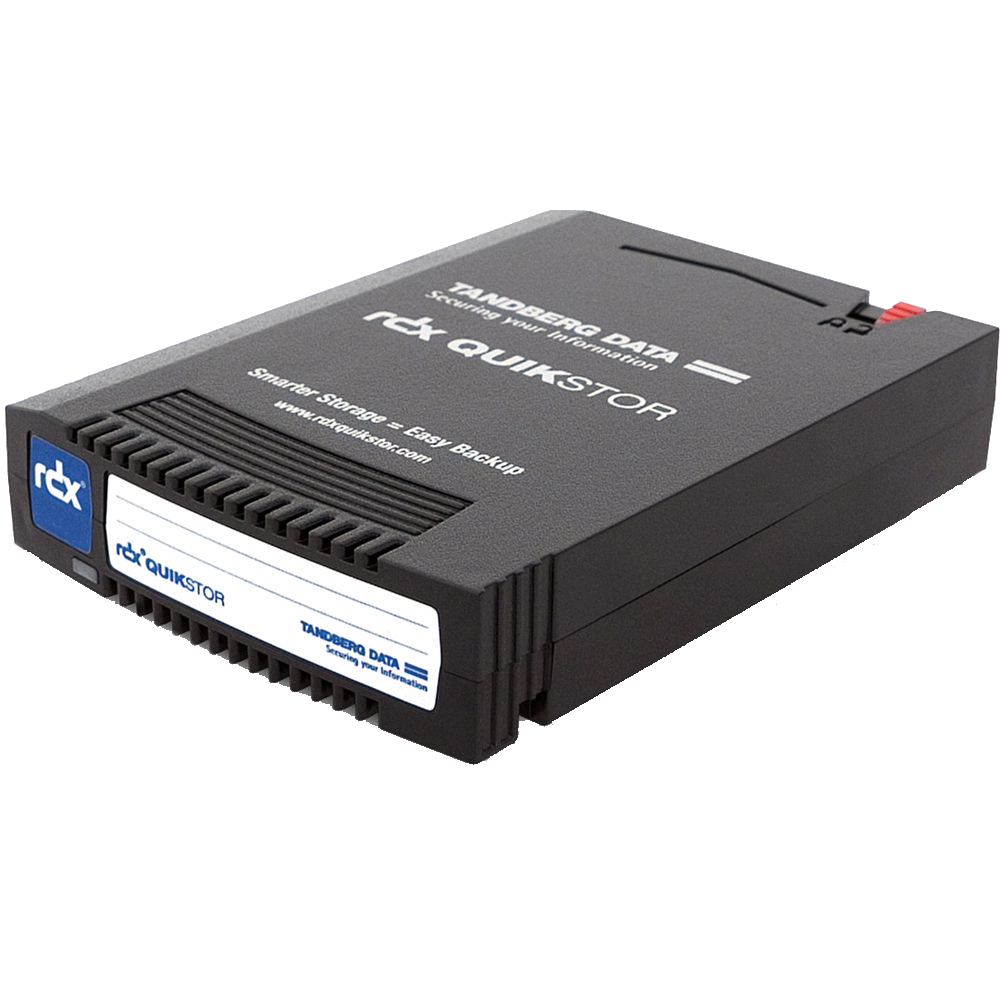 TANDBERG DATA
Securing your Information
rdx QUIKSTOR
Smarter Storage = Easy Backup
www.rdxquikstor.com
rdx®
rdx® QUIKSTOR
TANDBERG DATA
Securing your Information